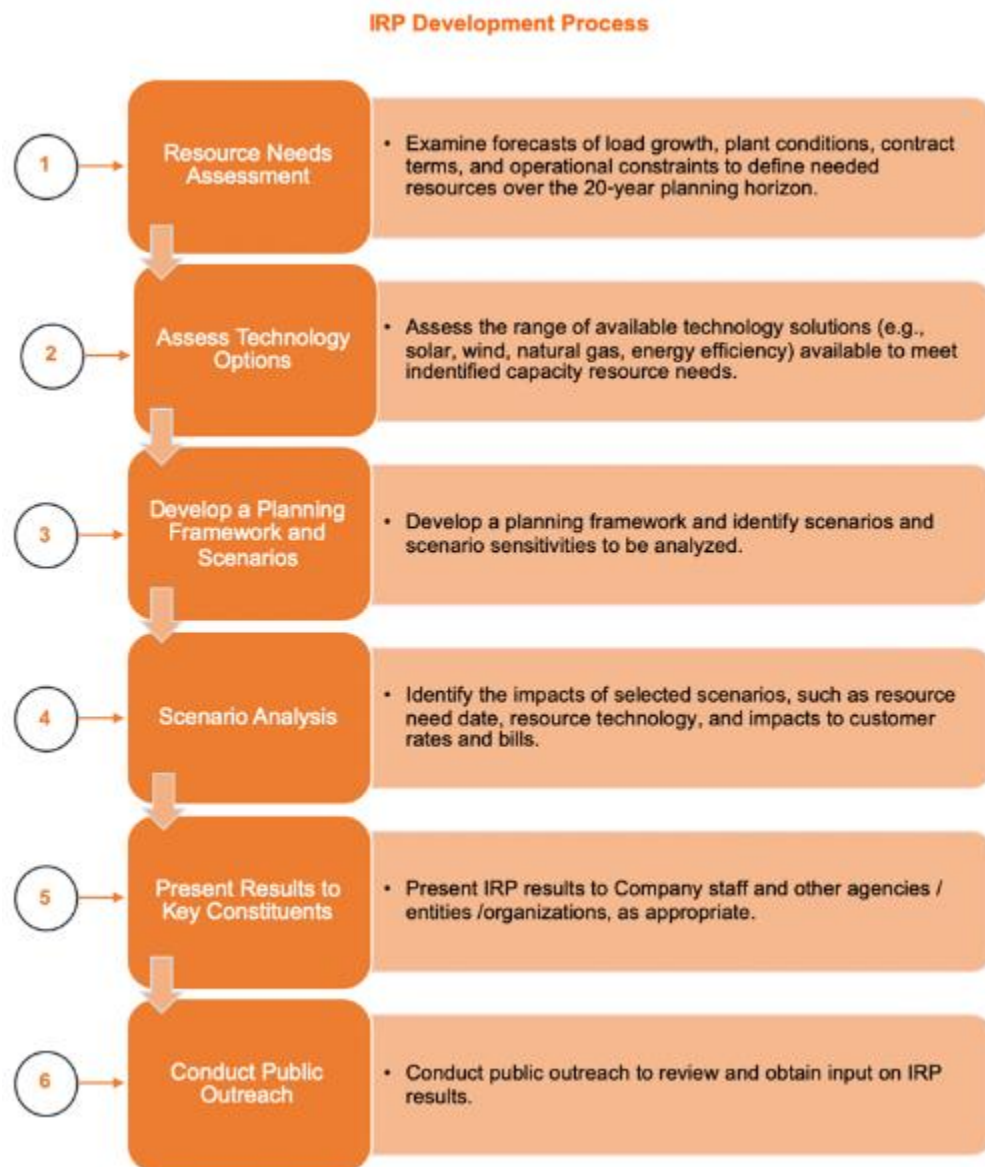 IRP Development Process
1
Resource Needs
Assessment
• Examine forecasts of load growth, plant conditions, contract
terms, and operational constraints to define needed
resources over the 20-year planning horizon.
2
Assess Technology
Options
• Assess the range of available technology solutions (e.g.,
solar, wind, natural gas, energy efficiency) available to meet
indentified capacity resource needs.
3
Develop a Planning
Framework and
Scenarios
• Develop a planning framework and identify scenarios and
scenario sensitivities to be analyzed.
4
Scenario Analysis
• Identify the impacts of selected scenarios, such as resource
need date, resource technology, and impacts to customer
rates and bills.
5
Present Results to
Key Constituents
• Present IRP results to Company staff and other agencies /
entities /organizations, as appropriate.
6
Conduct Public
Outreach
• Conduct public outreach to review and obtain input on IRP
results.